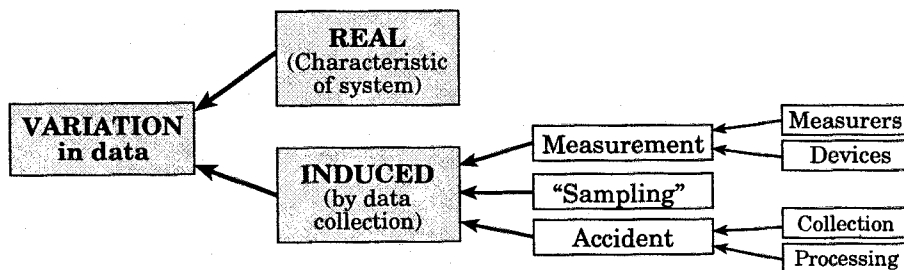 REAL
(Characteristic
of system)
VARIATION
in data
INDUCED
(by data
collection)
Measurement
“Sampling”
Accident
Measurers
Devices
Collection
Processing